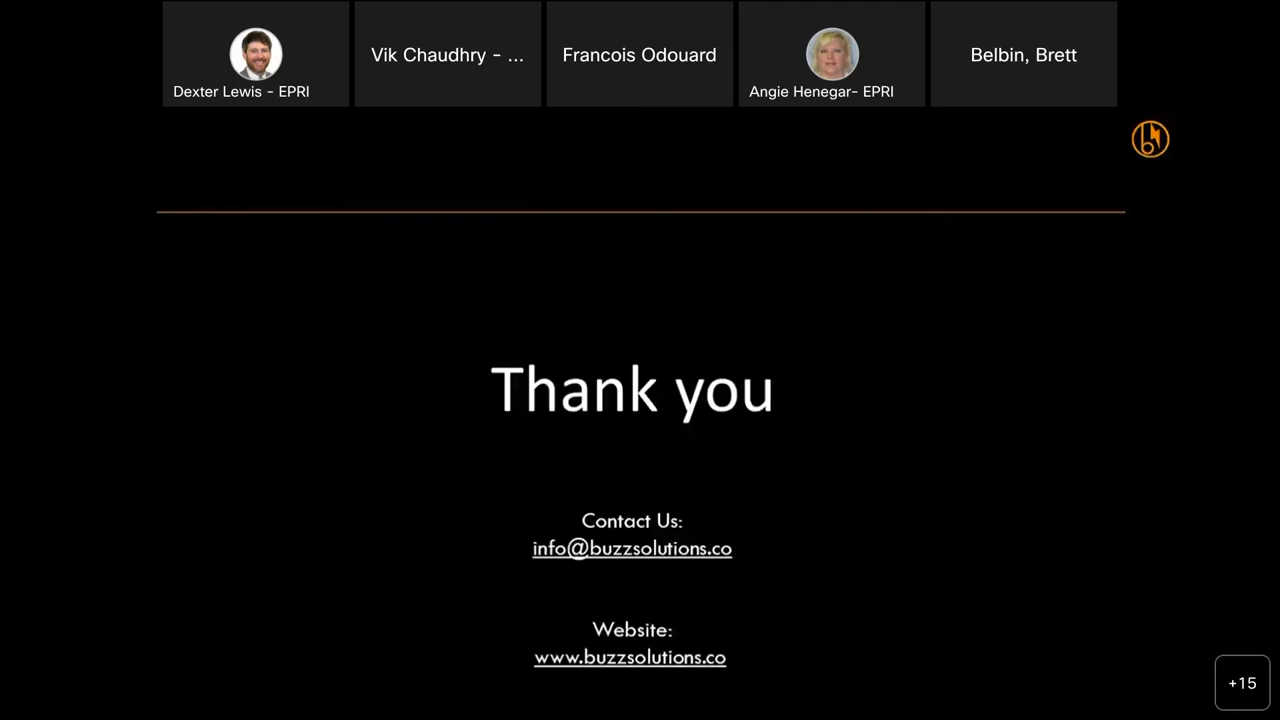 Dexter Lewis - EPRI
Vik Chaudhry - ...
Francois Odouard
Angie Henegar- EPRI
Belbin, Brett
Thank you
Contact Us:
info@buzzsolutions.co
Website:
www.buzzsolutions.co
+15